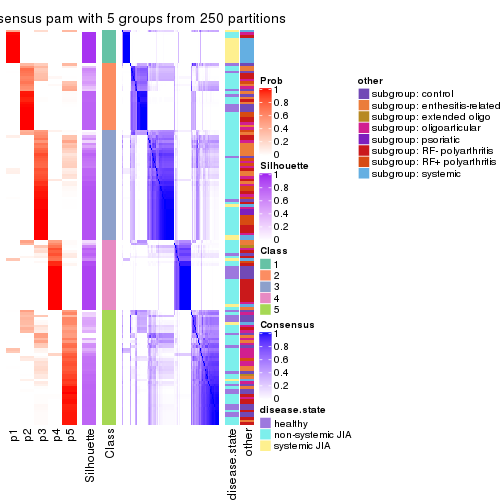 sensus pam with 5 groups from 250 partitions
p1
p2
p3
p4
p5
Silhouette
Class
disease.state
other
Prob
1
0.8
0.6
0.4
0.2
0
Silhouette
1
0.8
0.6
0.4
0.2
0
Class
1
2
3
4
5
Consensus
1
0.8
0.6
0.4
0.2
0
disease.state
healthy
non-systemic JIA
systemic JIA
other
subgroup: control
subgroup: enthesitis-related
subgroup: extended oligo
subgroup: oligoarticular
subgroup: psoriatic
subgroup: RF- polyarthritis
subgroup: RF+ polyarthritis
subgroup: systemic